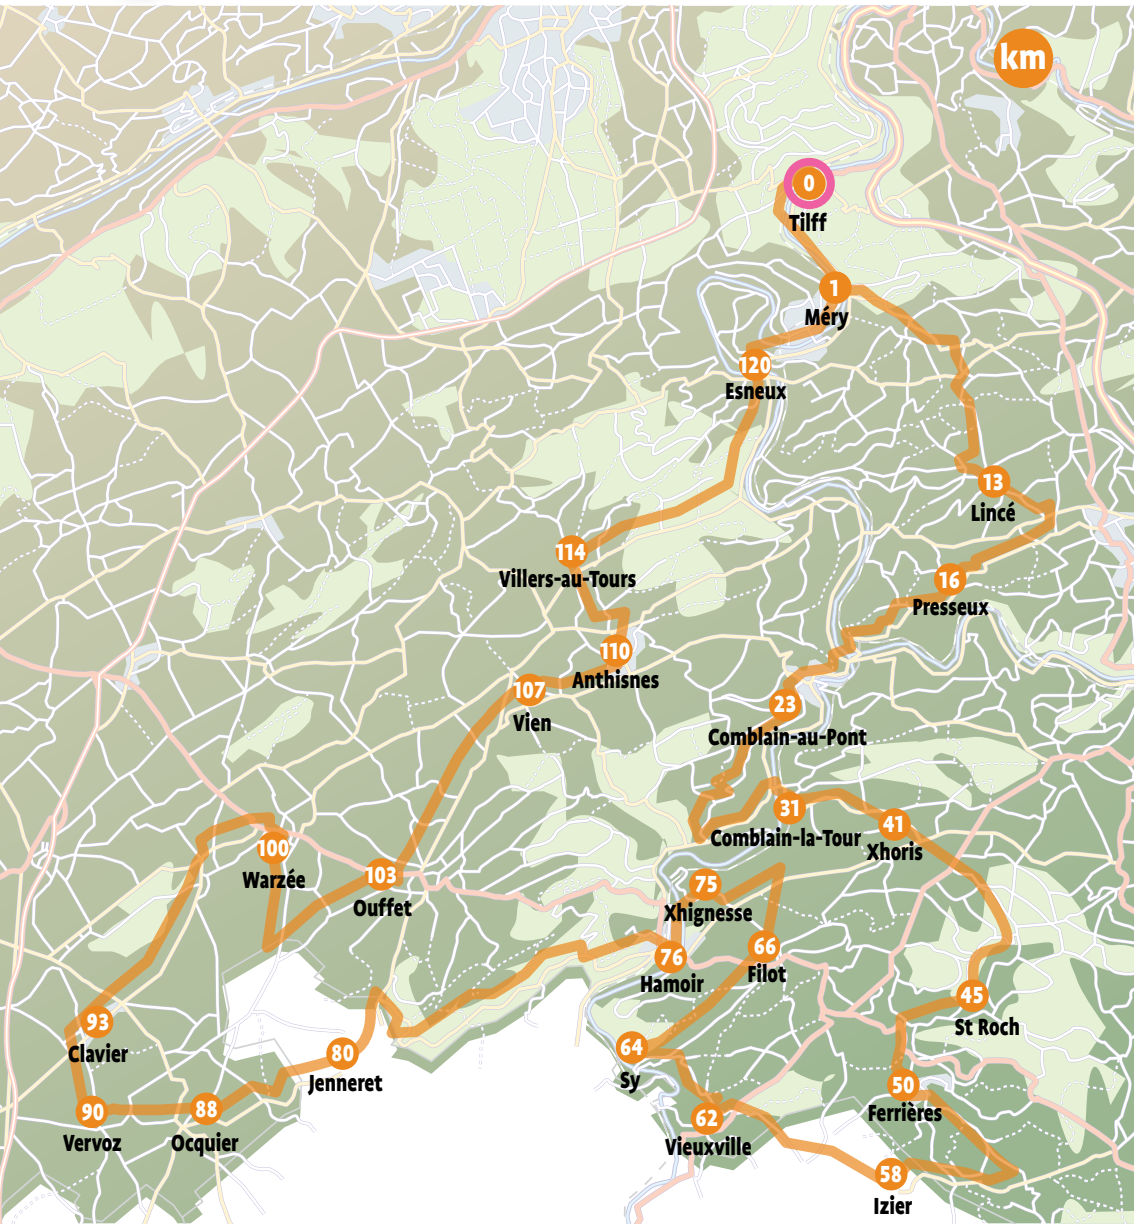 km
0
Tilff
1
Méry
120
Esneux
13
Lincé
114
Villers-au-Tours
16
Presseux
110
Anthisnes
107
Vien
23
Comblain-au-Pont
31
Comblain-la-Tour
41
Xhoris
100
Warzée
103
Ouffet
75
Xhignesse
76
Hamoir
66
Filot
45
St Roch
93
Clavier
64
Sy
80
Jenneret
50
Ferrières
90
Vervoz
88
Ocquier
62
Vieuxville
58
Izier